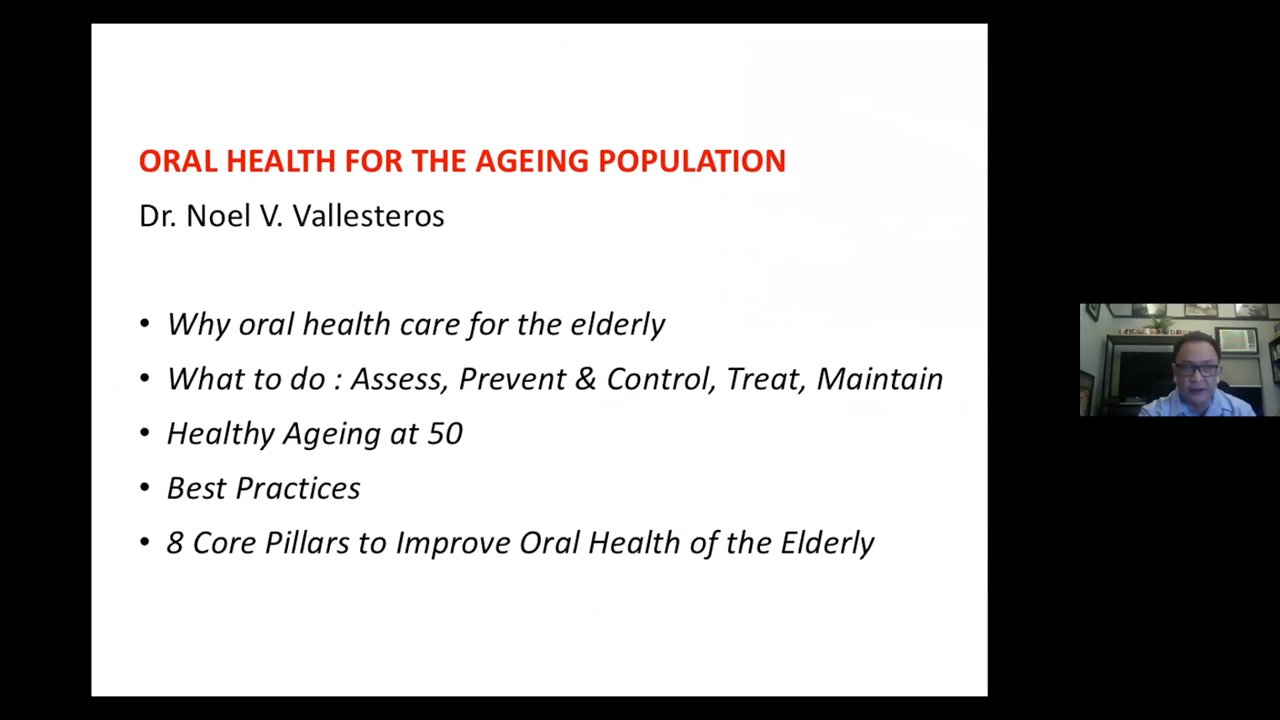 ORAL HEALTH FOR THE AGEING POPULATION
Dr. Noel V. Vallesteros
• Why oral health care for the elderly
• What to do : Assess, Prevent & Control, Treat, Maintain
• Healthy Ageing at 50
• Best Practices
• 8 Core Pillars to Improve Oral Health of the Elderly